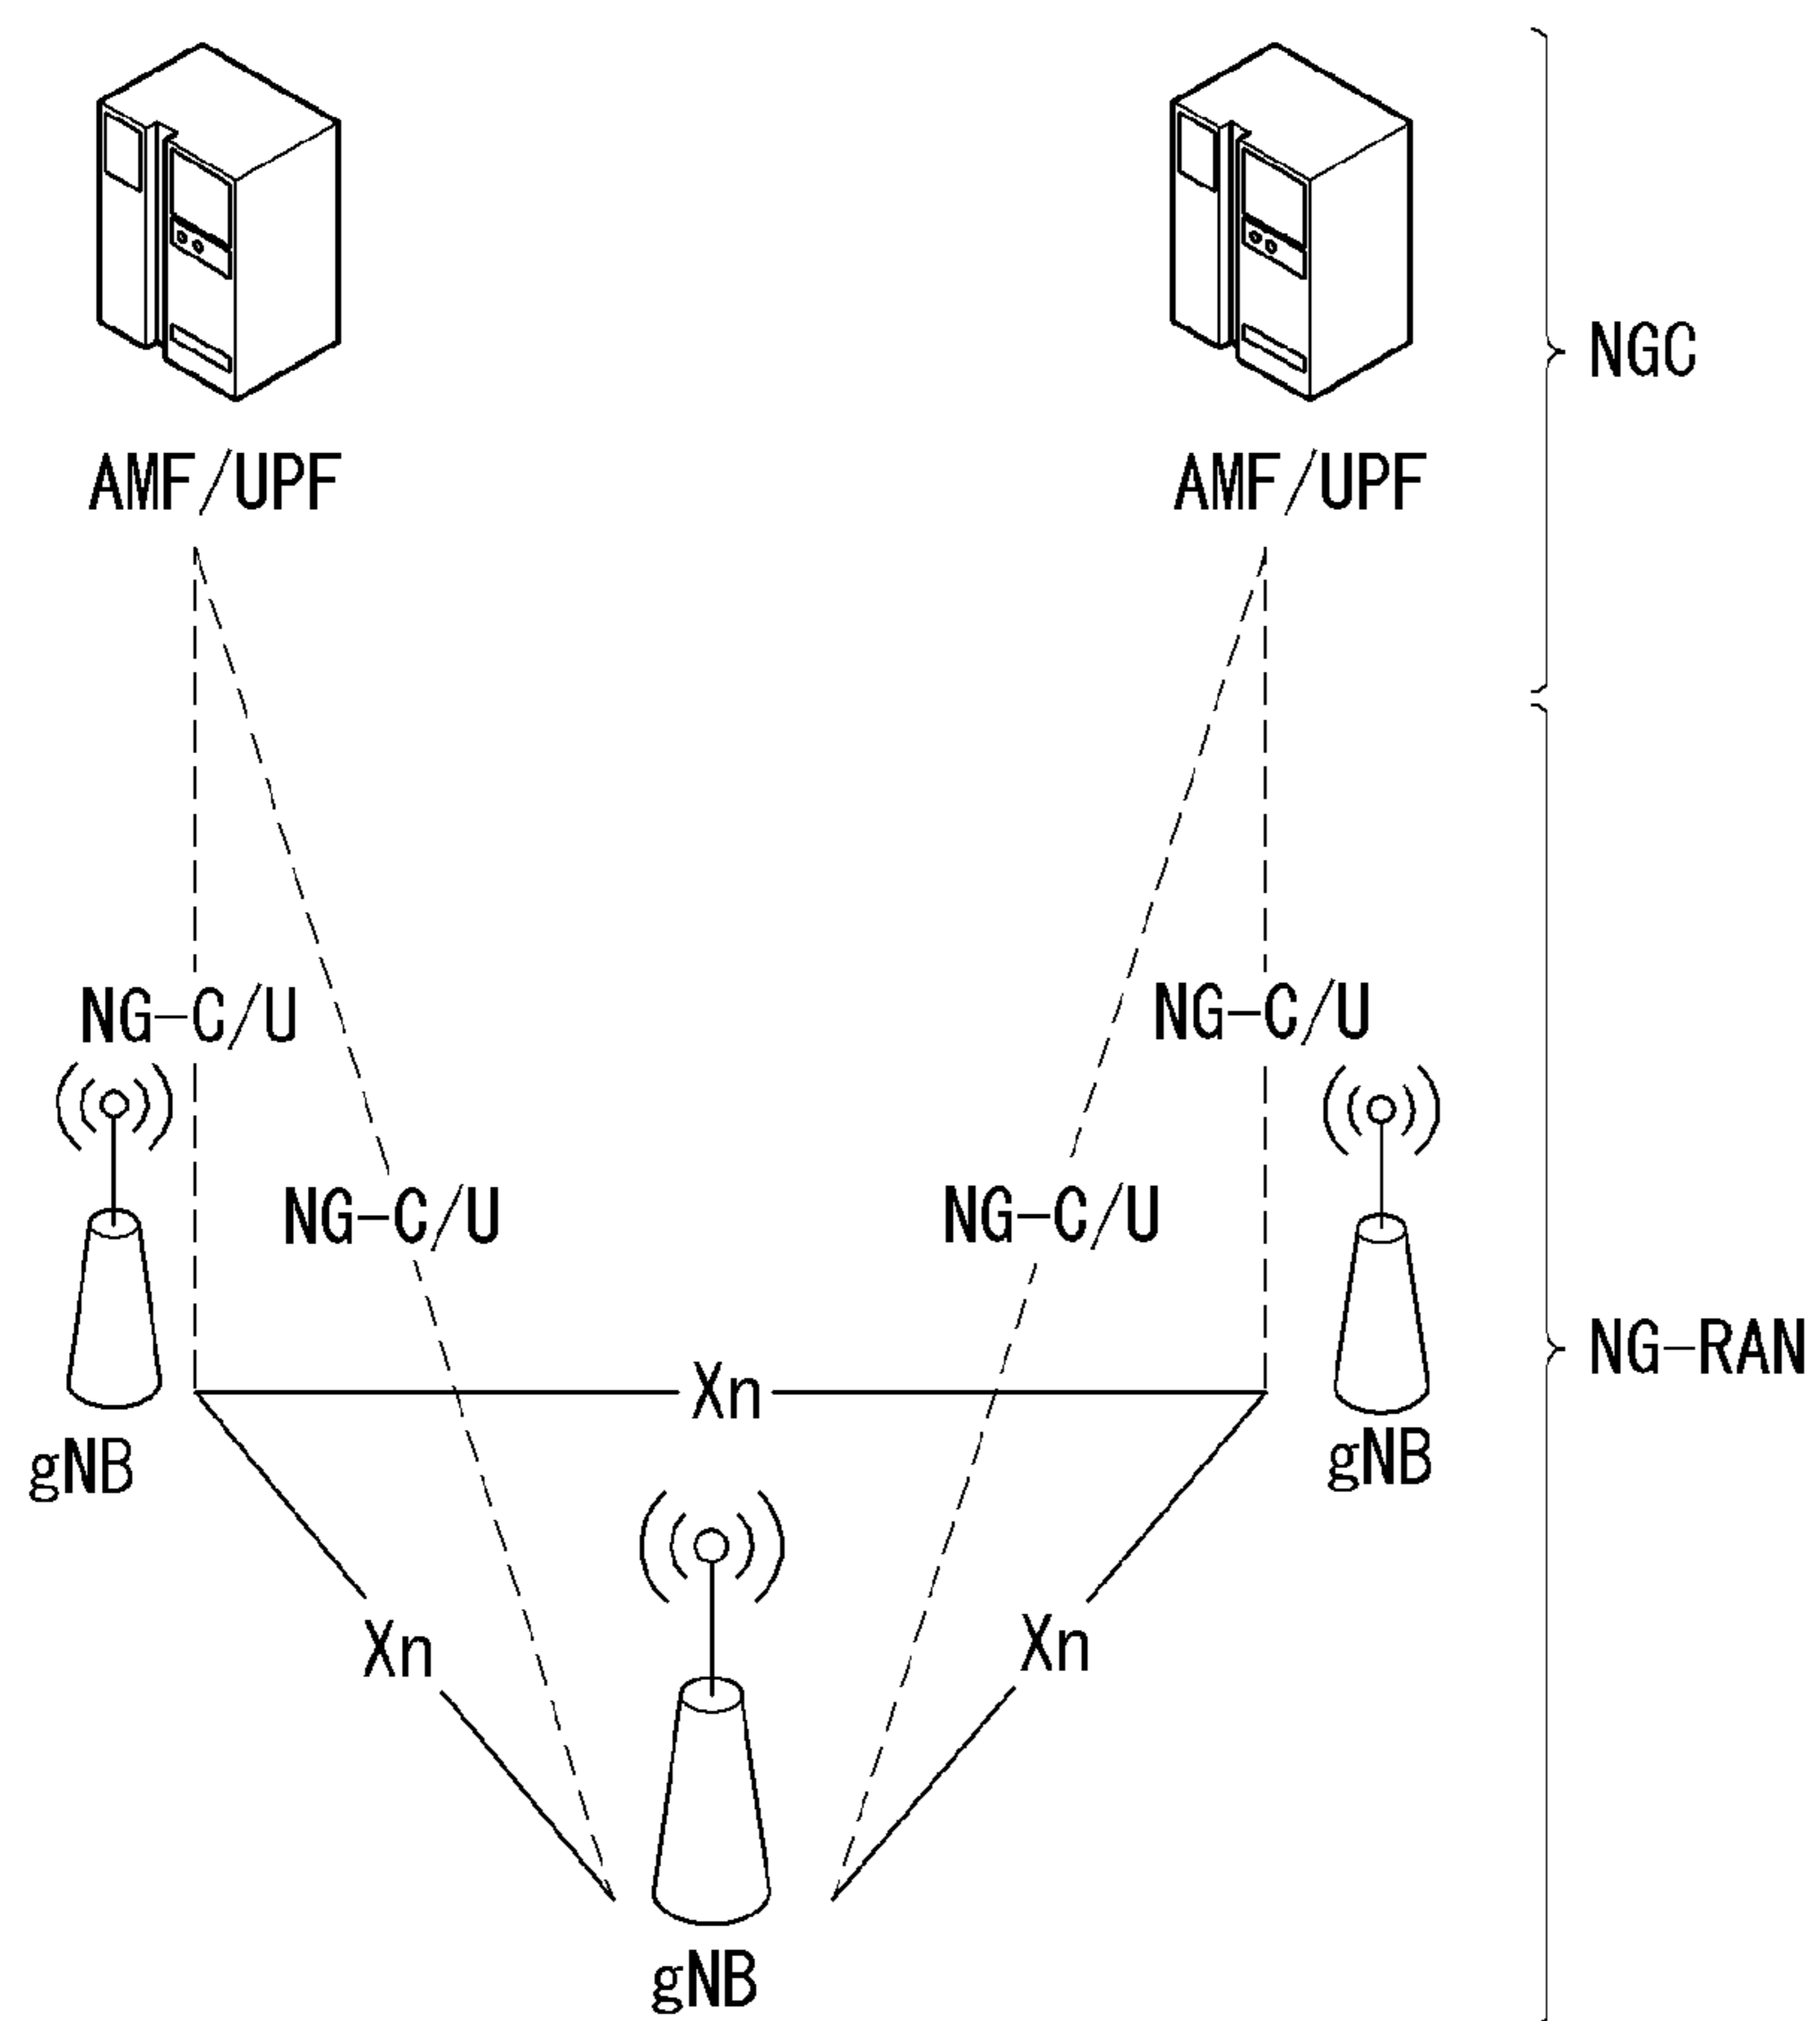 NGC
AMF/UPF
AMF/UPF
NG-C/U
NG-C/U
NG-C/U
NG-C/U
NG-RAN
Xn
gNB
gNB
Xn
Xn
gNB